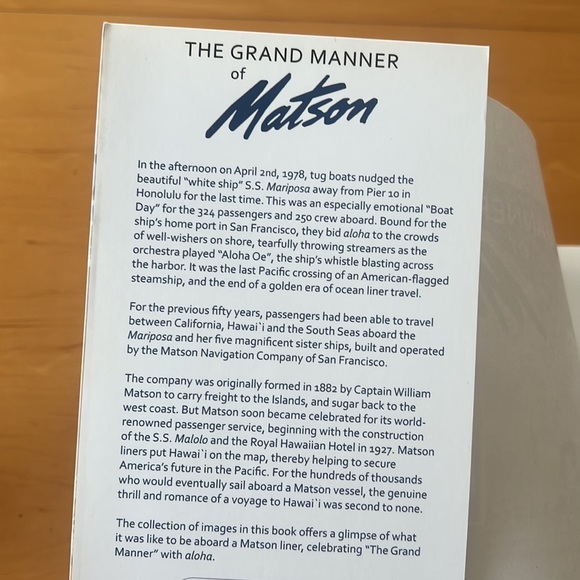 THE GRAND MANNER
of
Matson
In the afternoon on April 2nd, 1978, tug boats nudged the
beautiful "white ship" S.S. Mariposa away from Pier 10 in
Honolulu for the last time. This was an especially emotional "Boat
Day" for the 324 passengers and 250 crew aboard. Bound for the
ship's home port in San Francisco, they bid aloha to the crowds
of well-wishers on shore, tearfully throwing streamers as the
orchestra played "Aloha Oe", the ship's whistle blasting across
the harbor. It was the last Pacific crossing of an American-flagged
steamship, and the end of a golden era of ocean liner travel.
For the previous fifty years, passengers had been able to travel
between California, Hawai`i and the South Seas aboard the
Mariposa and her five magnificent sister ships, built and operated
by the Matson Navigation Company of San Francisco.
The company was originally formed in 1882 by Captain William
Matson to carry freight to the Islands, and sugar back to the
west coast. But Matson soon became celebrated for its world-
renowned passenger service, beginning with the construction
of the S.S. Malolo and the Royal Hawaiian Hotel in 1927. Matson
liners put Hawai`i on the map, thereby helping to secure
America's future in the Pacific. For the hundreds of thousands
who would eventually sail aboard a Matson vessel, the genuine
thrill and romance of a voyage to Hawai`i was second to none.
The collection of images in this book offers a glimpse of what
it was like to be aboard a Matson liner, celebrating "The Grand
Manner" with aloha.